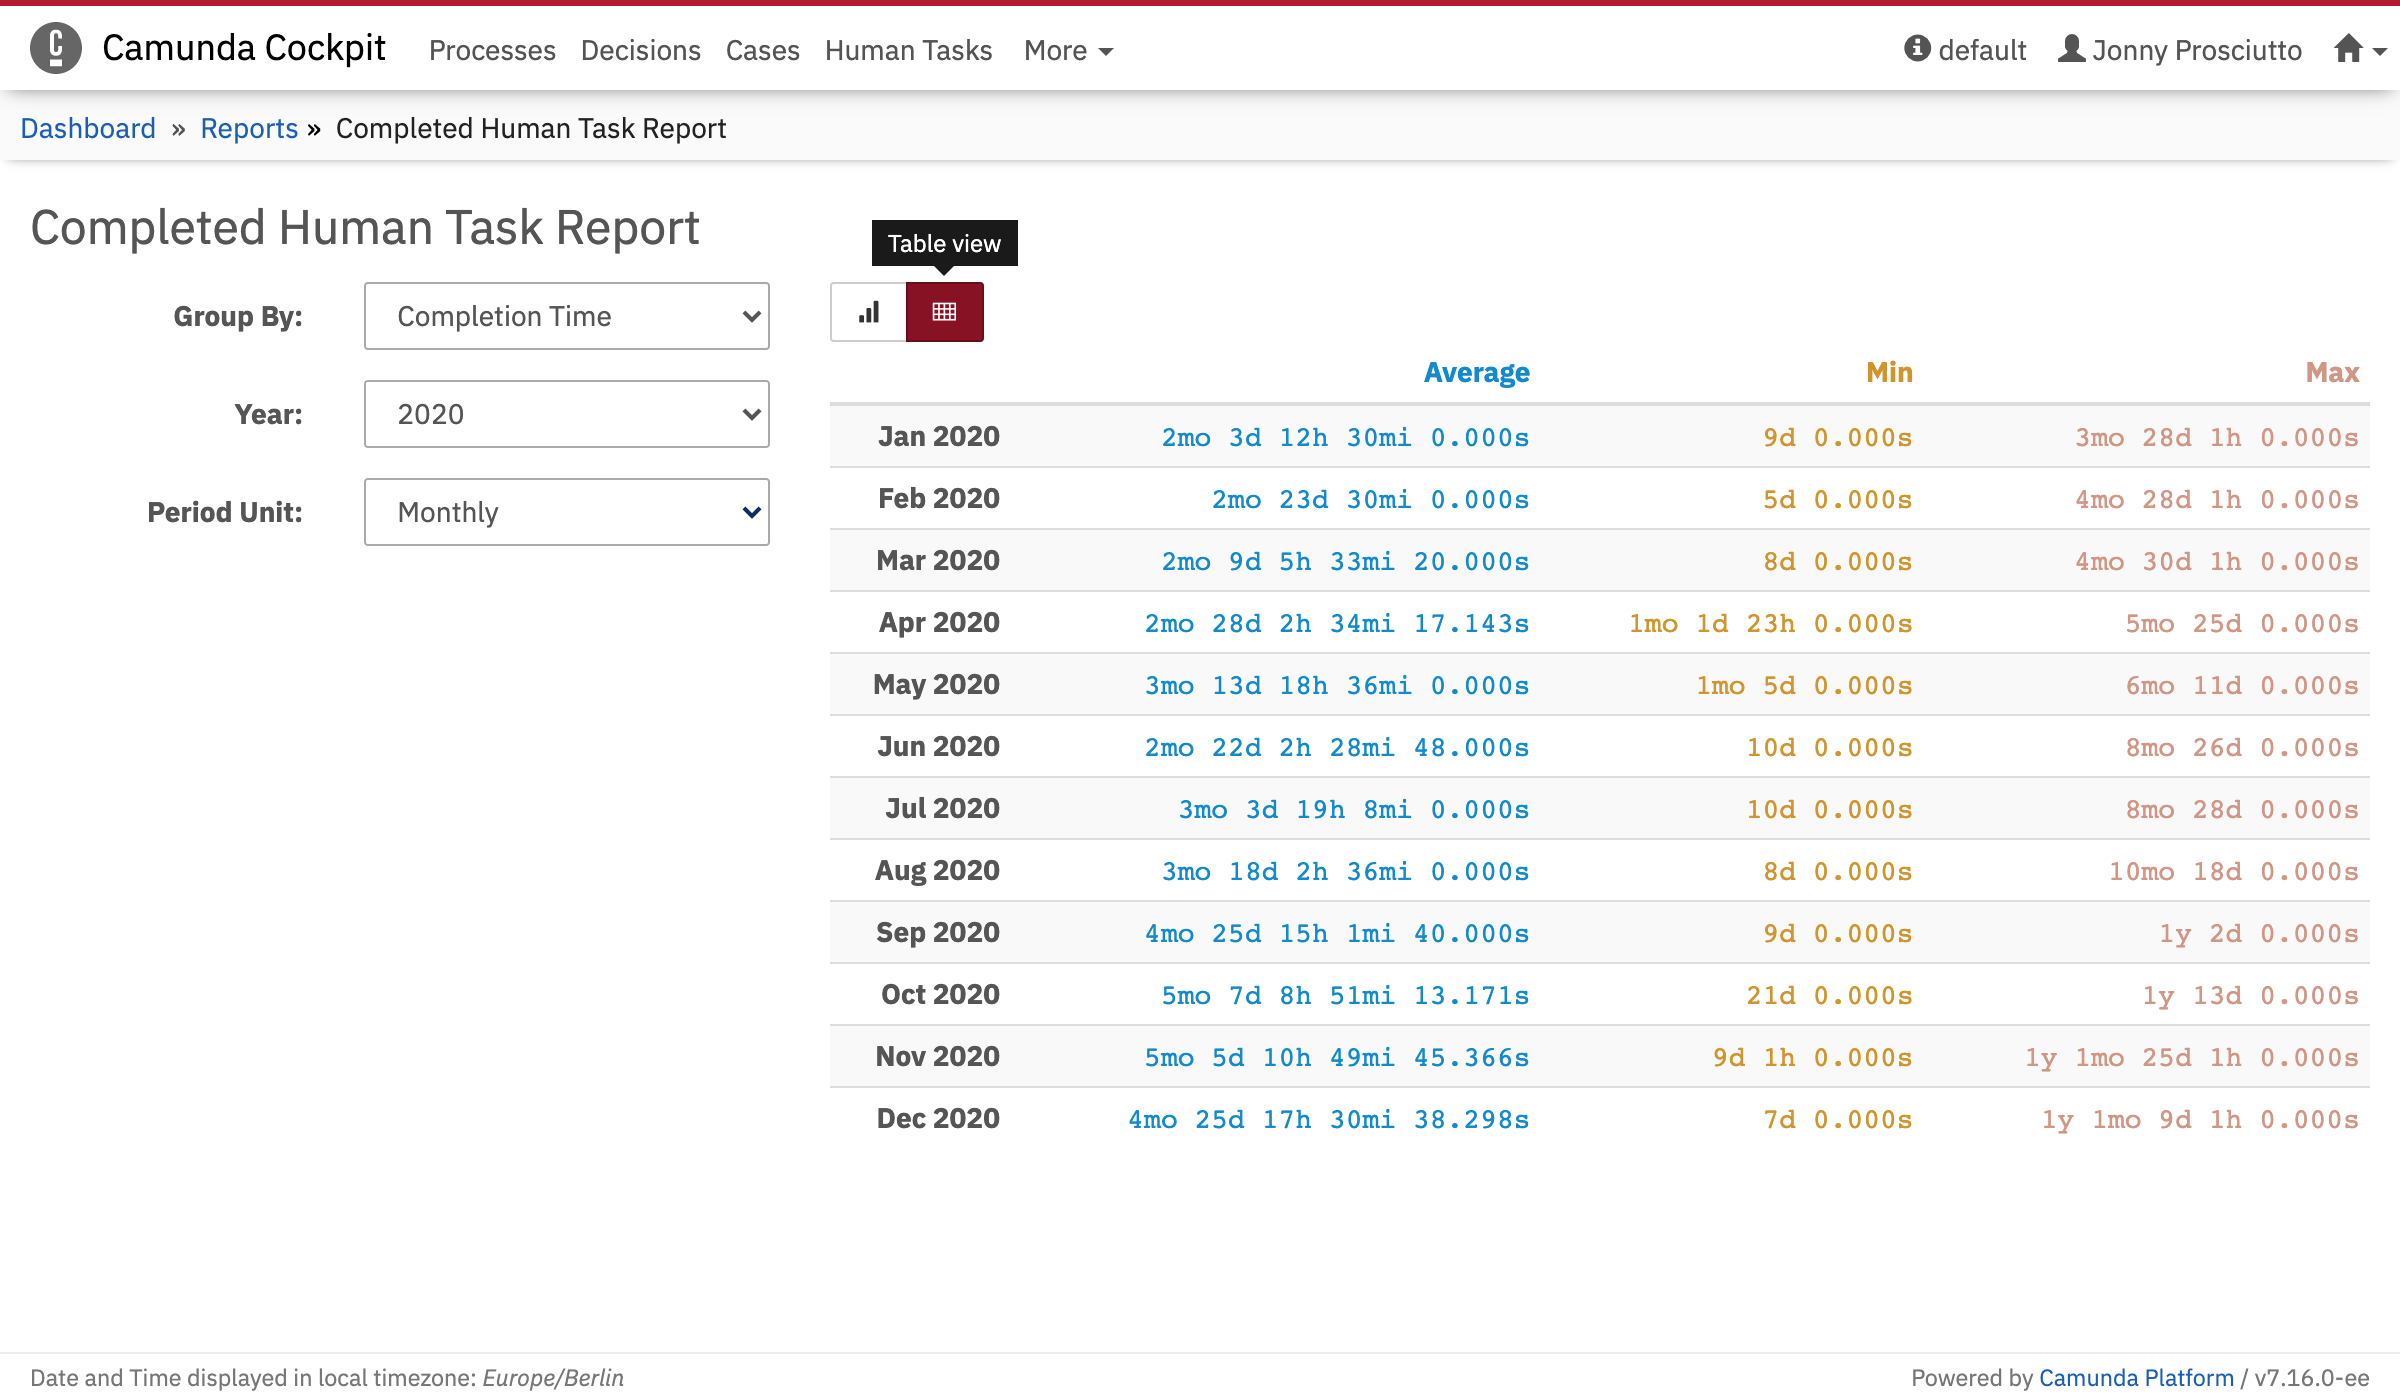 Camunda Cockpit Processes Decisions Cases Human Tasks More default Jonny Prosciutto
Dashboard » Reports » Completed Human Task Report
Completed Human Task Report
Table view
Group By: Completion Time
Year: 2020
Period Unit: Monthly
Average Min Max
Jan 2020 2mo 3d 12h 30mi 0.000s 9d 0.000s 3mo 28d 1h 0.000s
Feb 2020 2mo 23d 30mi 0.000s 5d 0.000s 4mo 28d 1h 0.000s
Mar 2020 2mo 9d 5h 33mi 20.000s 8d 0.000s 4mo 30d 1h 0.000s
Apr 2020 2mo 28d 2h 34mi 17.143s 1mo 1d 23h 0.000s 5mo 25d 0.000s
May 2020 3mo 13d 18h 36mi 0.000s 1mo 5d 0.000s 6mo 11d 0.000s
Jun 2020 2mo 22d 2h 28mi 48.000s 10d 0.000s 8mo 26d 0.000s
Jul 2020 3mo 3d 19h 8mi 0.000s 10d 0.000s 8mo 28d 0.000s
Aug 2020 3mo 18d 2h 36mi 0.000s 8d 0.000s 10mo 18d 0.000s
Sep 2020 4mo 25d 15h 1mi 40.000s 9d 0.000s 1y 2d 0.000s
Oct 2020 5mo 7d 8h 51mi 13.171s 21d 0.000s 1y 13d 0.000s
Nov 2020 5mo 5d 10h 49mi 45.366s 9d 1h 0.000s 1y 1mo 25d 1h 0.000s
Dec 2020 4mo 25d 17h 30mi 38.298s 7d 0.000s 1y 1mo 9d 1h 0.000s
Date and Time displayed in local timezone: Europe/Berlin Powered by Camunda Platform / v7.16.0-ee